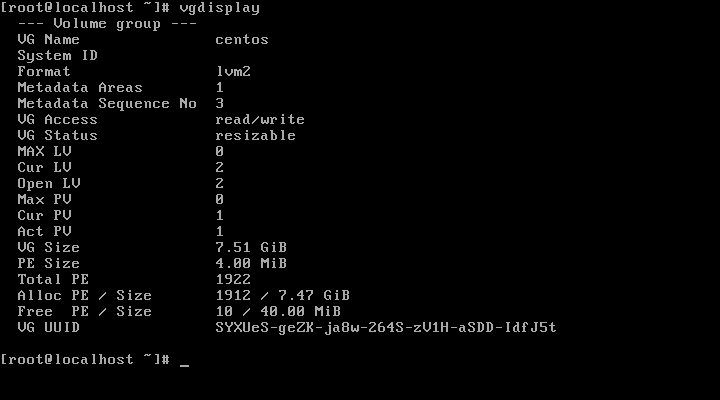 [root@localhost ~]# vgdisplay
--- Volume group ---
VG Name centos
System ID
Format lvm2
Metadata Areas 1
Metadata Sequence No 3
VG Access read/write
VG Status resizable
MAX LV 0
Cur LV 2
Open LV 2
Max PV 0
Cur PV 1
Act PV 1
VG Size 7.51 GiB
PE Size 4.00 MiB
Total PE 1922
Alloc PE / Size 1912 / 7.47 GiB
Free PE / Size 10 / 40.00 MiB
VG UUID SYXUeS-geZK-ja8w-264S-zV1H-aSDD-IdfJ5t
[root@localhost ~]# _